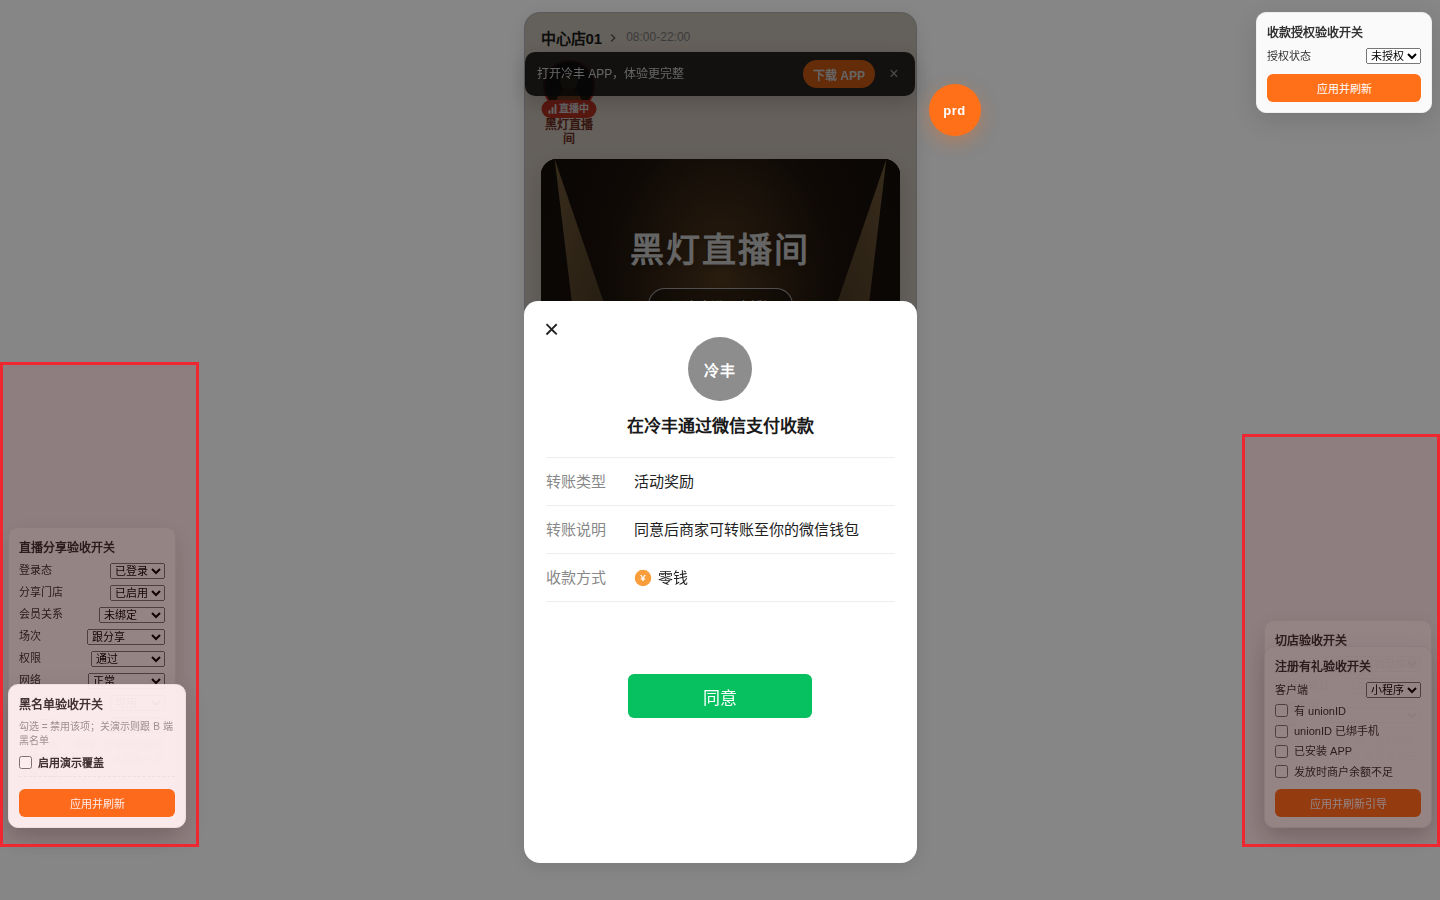 中心店01 › 08:00-22:00
打开冷丰 APP，体验更完整
下载 APP
×
直播中
黑灯直播
间
黑灯直播间
prd
收款授权验收开关
授权状态 未授权
应用并刷新
✕
冷丰
在冷丰通过微信支付收款
转账类型 活动奖励
转账说明 同意后商家可转账至你的微信钱包
收款方式 ¥ 零钱
同意
直播分享验收开关
登录态 已登录
分享门店 已启用
会员关系 未绑定
场次 跟分享
权限 通过
网络 正常
黑名单验收开关
勾选 = 禁用该项；关演示则跟 B 端
黑名单
启用演示覆盖
应用并刷新
切店验收开关
注册有礼验收开关
客户端 小程序
有 unionID
unionID 已绑手机
已安装 APP
发放时商户余额不足
应用并刷新引导